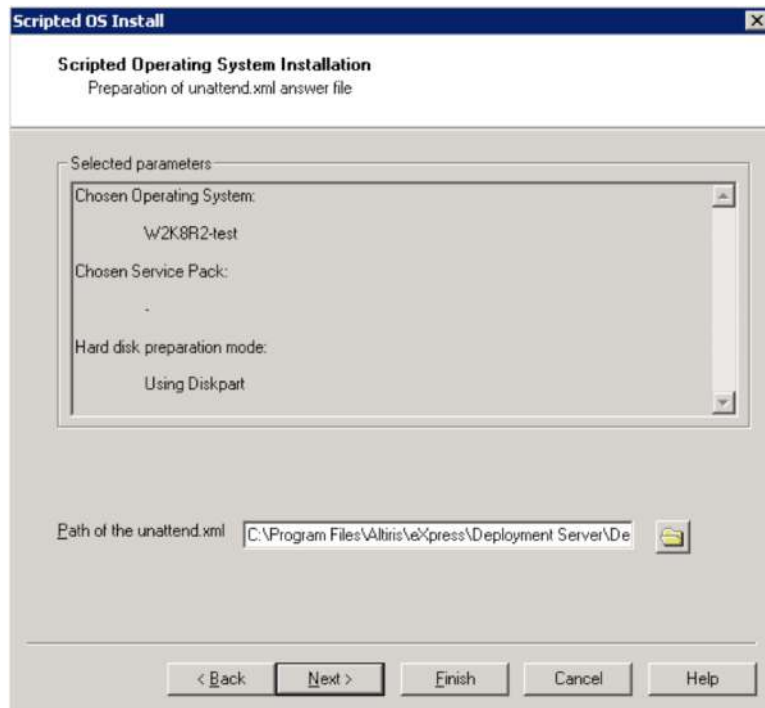 Scripted OS Install
Scripted Operating System Installation
Preparation of unattend.xml answer file
Selected parameters
Chosen Operating System:
W2K8R2-test
Chosen Service Pack:
-
Hard disk preparation mode:
Using Diskpart
Path of the unattend.xml C:\Program Files\Altiris\eXpress\Deployment Server\De
< Back Next > Finish Cancel Help